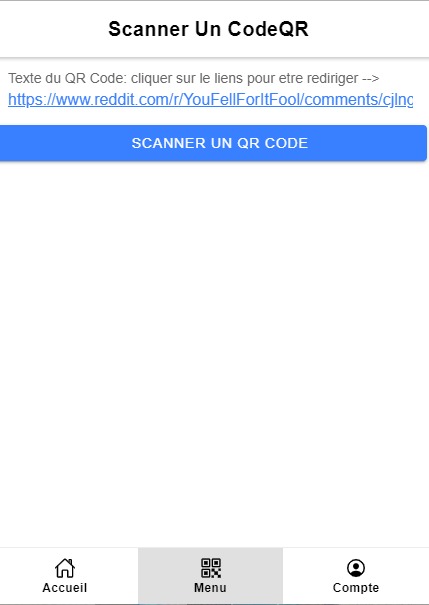 Scanner Un CodeQR
Texte du QR Code: cliquer sur le liens pour etre rediriger -->
https://www.reddit.com/r/YouFellForItFool/comments/cjlng
SCANNER UN QR CODE
Accueil
Menu
Compte